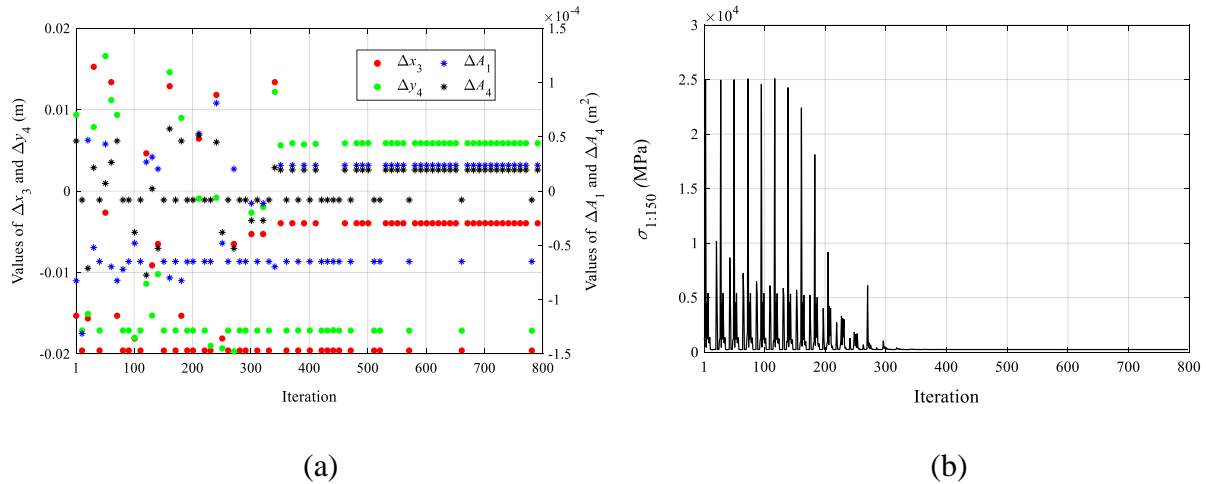 0.02
0.01
0
-0.01
-0.02
Values of Δx₃ and Δy₄ (m)
×10⁻⁴
1.5
1
0.5
0
-0.5
-1
-1.5
Values of ΔA₁ and ΔA₄ (m²)
Δx₃ ΔA₁
Δy₄ ΔA₄
1 100 200 300 400 500 600 700 800
Iteration
(a)
×10⁴
3
2.5
2
1.5
1
0.5
0
σ₁:₁₅₀ (MPa)
1 100 200 300 400 500 600 700 800
Iteration
(b)